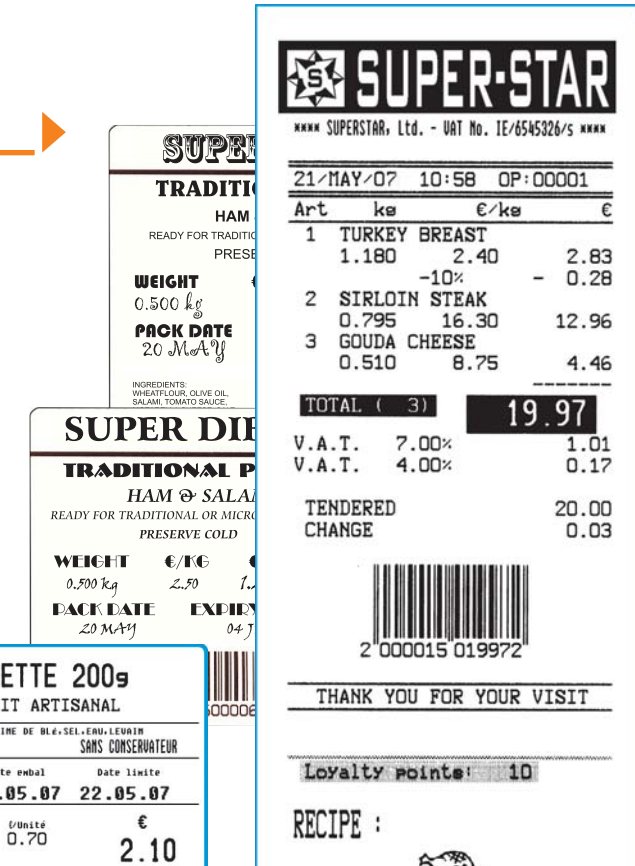 SUPER-STAR
**** SUPERSTAR, Ltd. - VAT No. IE/6545326/S ****
21/MAY/07 10:58 OP:00001
Art kg €/kg €
1 TURKEY BREAST
1.180 2.40 2.83
-10% - 0.28
2 SIRLOIN STEAK
0.795 16.30 12.96
3 GOUDA CHEESE
0.510 8.75 4.46
TOTAL ( 3) 19.97
V.A.T. 7.00% 1.01
V.A.T. 4.00% 0.17
TENDERED 20.00
CHANGE 0.03
2 000015 019972
THANK YOU FOR YOUR VISIT
Loyalty points: 10
RECIPE :
SUPER
TRADITI
HAM
READY FOR TRADITIO
PRESE
WEIGHT
0.500 kg
PACK DATE
20 MAY
INGREDIENTS:
WHEATFLOUR, OLIVE OIL,
SALAMI, TOMATO SAUCE,
SUPER DIE
TRADITIONAL P
HAM & SALA
READY FOR TRADITIONAL OR MICRO
PRESERVE COLD
WEIGHT €/KG
0.500 kg 2.50 1.
PACK DATE EXPIRY
20 MAY 04 J
50006
ETTE 200g
IT ARTISANAL
INE DE BLé.SEL.EAU.LEVAIN
SANS CONSERVATEUR
te embal Date limite
.05.07 22.05.07
€/Unité €
0.70 2.10